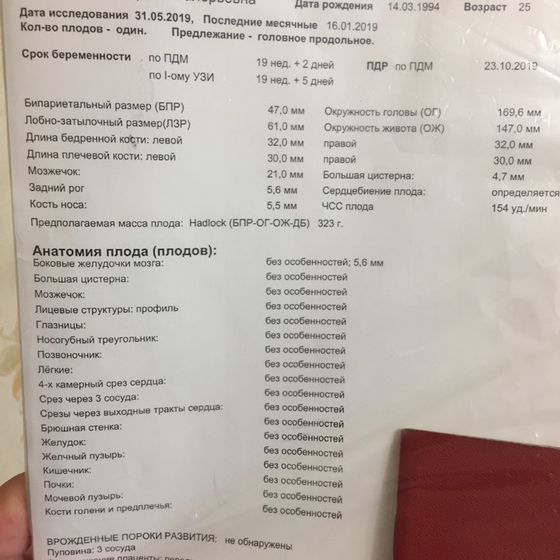 Дата рождения 14.03.1994 Возраст 25
Дата исследования 31.05.2019, Последние месячные 16.01.2019
Кол-во плодов - один. Предлежание - головное продольное.
Срок беременности . по ПДМ 19 нед. + 2 дней ПДР по ПДМ 23.10.2019
по I-ому УЗИ 19 нед. + 5 дней
Бипариетальный размер (БПР) 47,0 мм Окружность головы (ОГ) 169,6 мм
Лобно-затылочный размер(ЛЗР) 61,0 мм Окружность живота (ОЖ) 147,0 мм
Длина бедренной кости: левой 32,0 мм правой 32,0 мм
Длина плечевой кости: левой 30,0 мм правой 30,0 мм
Мозжечок: 21,0 мм Большая цистерна: 4,7 мм
Задний рог 5,6 мм Сердцебиение плода: определяется
Кость носа: 5,5 мм ЧСС плода 154 уд./мин
Предполагаемая масса плода: Hadlock (БПР-ОГ-ОЖ-ДБ) 323 г.
Анатомия плода (плодов):
Боковые желудочки мозга: без особенностей; 5,6 мм
Большая цистерна: без особенностей
Мозжечок: без особенностей
Лицевые структуры: профиль без особенностей
Глазницы: без особенностей
Носогубный треугольник: без особенностей
Позвоночник: без особенностей
Лёгкие: без особенностей
4-х камерный срез сердца: без особенностей
Срез через 3 сосуда: без особенностей
Срезы через выходные тракты сердца: без особенностей
Брюшная стенка: без особенностей
Желудок: без особенностей
Желчный пузырь: без особенностей
Кишечник: без особенностей
Почки: без особенностей
Мочевой пузырь: без особенностей
Кости голени и предплечья: без особенностей
ВРОЖДЕННЫЕ ПОРОКИ РАЗВИТИЯ: не обнаружены
Пуповина: 3 сосуда